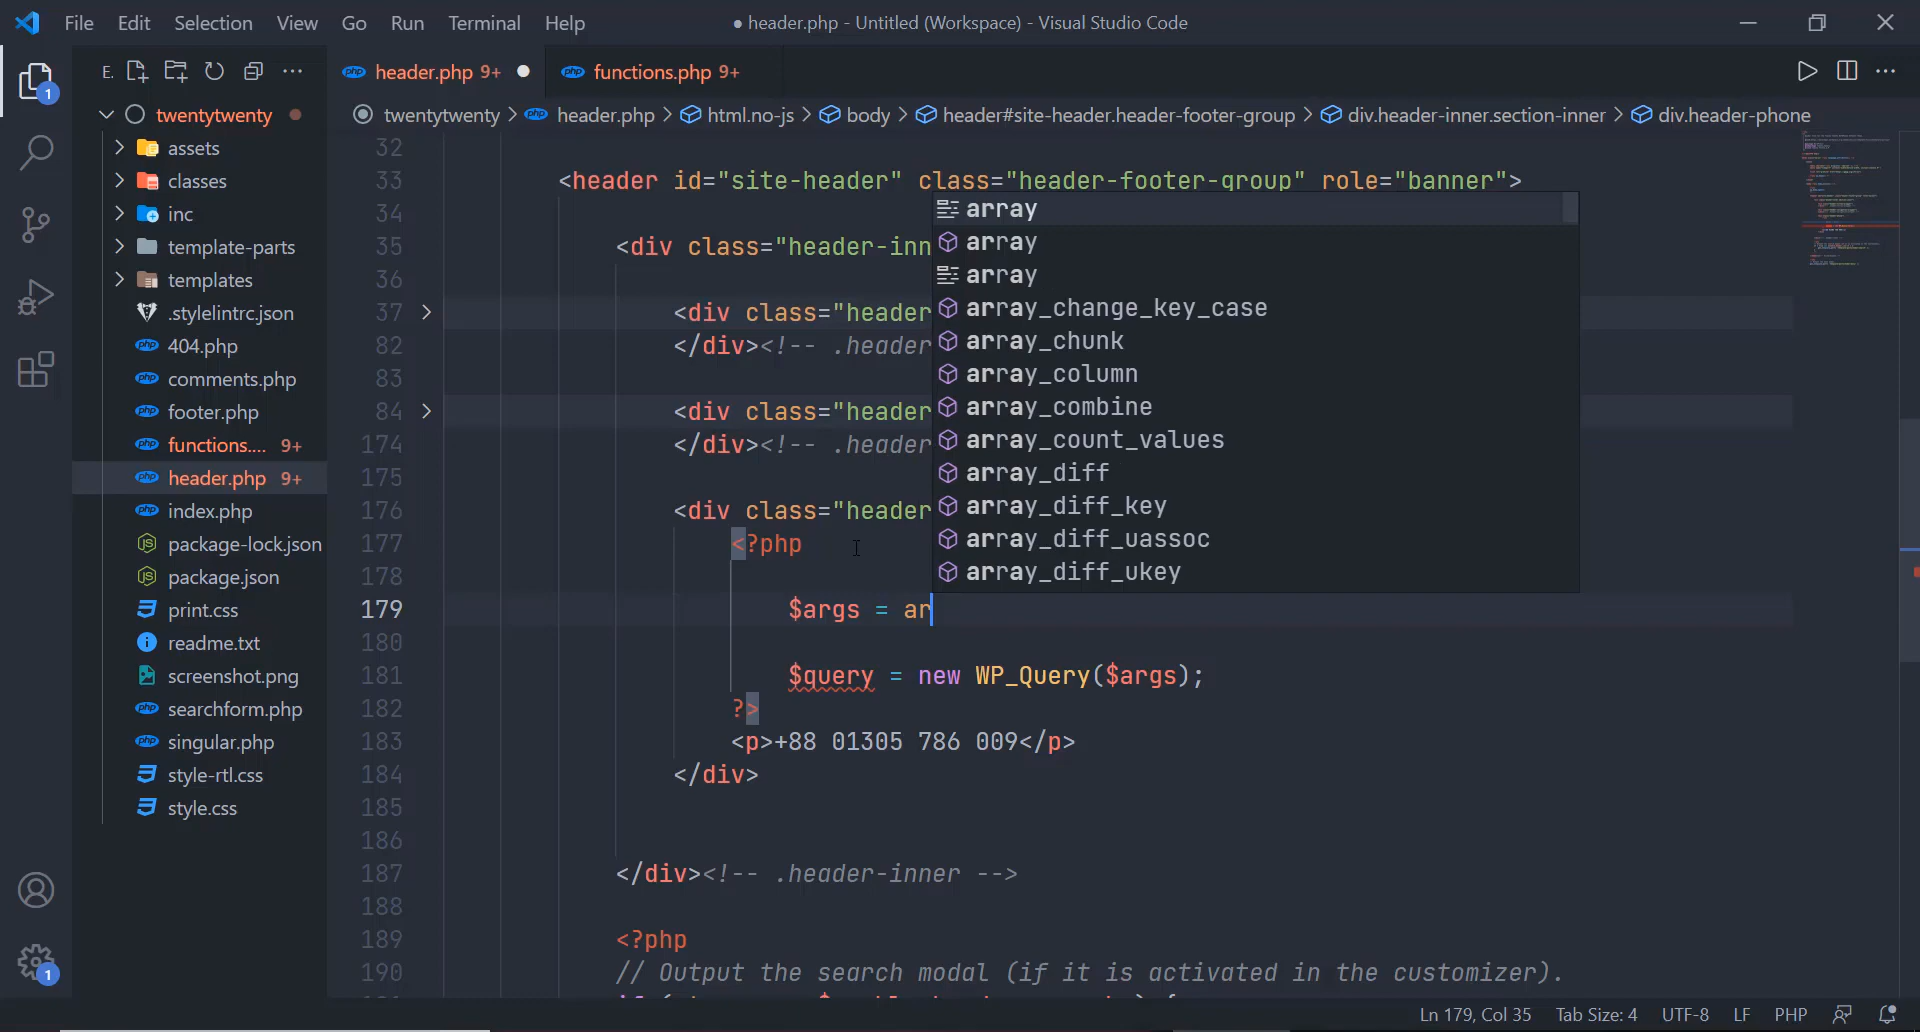 File Edit Selection View Go Run Terminal Help
● header.php - Untitled (Workspace) - Visual Studio Code
E.
header.php 9+ ●
functions.php 9+
twentytwenty
twentytwenty > header.php > html.no-js > body > header#site-header.header-footer-group > div.header-inner.section-inner > div.header-phone
assets
classes
inc
template-parts
templates
.stylelintrc.json
404.php
comments.php
footer.php
functions.... 9+
header.php 9+
index.php
package-lock.json
package.json
print.css
readme.txt
screenshot.png
searchform.php
singular.php
style-rtl.css
style.css
1
1
32
33 <header id="site-header" class="header-footer-group" role="banner">
34
35 <div class="header-inn
36
37 <div class="header
82 </div><!-- .header
83
84 <div class="header
174 </div><!-- .header
175
176 <div class="header
177 <?php
178
179 $args = ar
180
181 $query = new WP_Query($args);
182 ?>
183 <p>+88 01305 786 009</p>
184 </div>
185
186
187 </div><!-- .header-inner -->
188
189 <?php
190 // Output the search modal (if it is activated in the customizer).
array
array
array
array_change_key_case
array_chunk
array_column
array_combine
array_count_values
array_diff
array_diff_key
array_diff_uassoc
array_diff_ukey
Ln 179, Col 35 Tab Size: 4 UTF-8 LF PHP